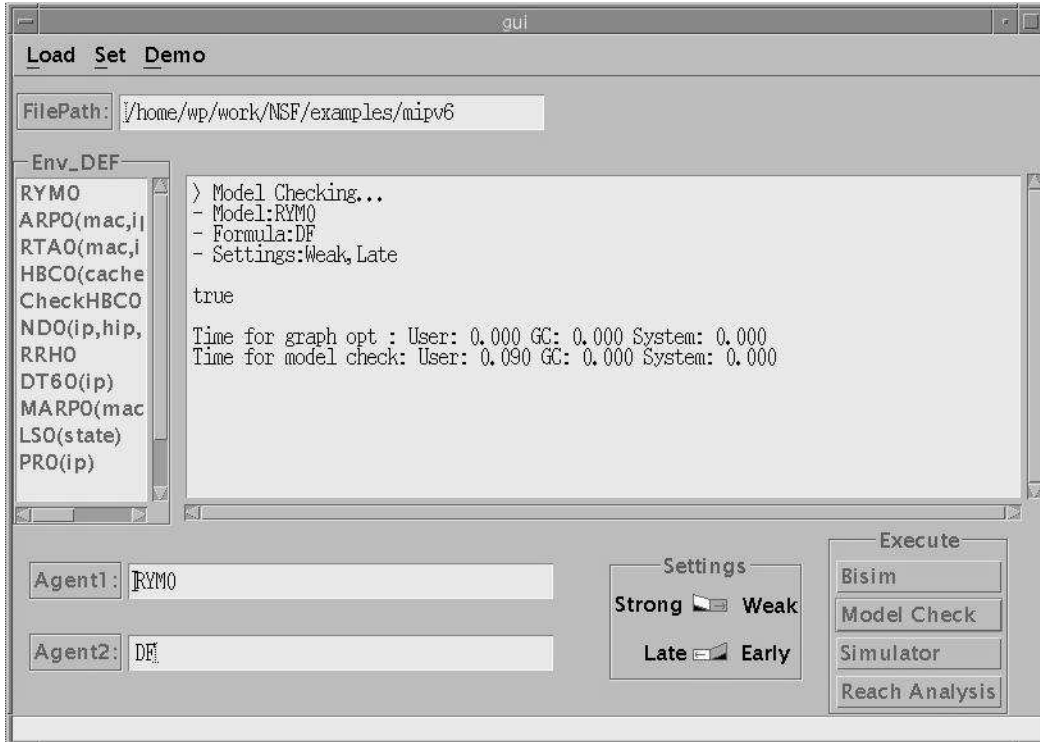 gui
Load Set Demo
FilePath: /home/wp/work/NSF/examples/mipv6
Env_DEF
RYM0
ARP0(mac,i
RTA0(mac,i
HBC0(cache
CheckHBC0
ND0(ip,hip,
RRH0
DT60(ip)
MARP0(mac
LS0(state)
PR0(ip)
> Model Checking...
- Model:RYM0
- Formula:DF
- Settings:Weak,Late
true
Time for graph opt : User: 0.000 GC: 0.000 System: 0.000
Time for model check: User: 0.090 GC: 0.000 System: 0.000
Agent1: RYM0
Agent2: DF
Settings
Strong Weak
Late Early
Execute
Bisim
Model Check
Simulator
Reach Analysis